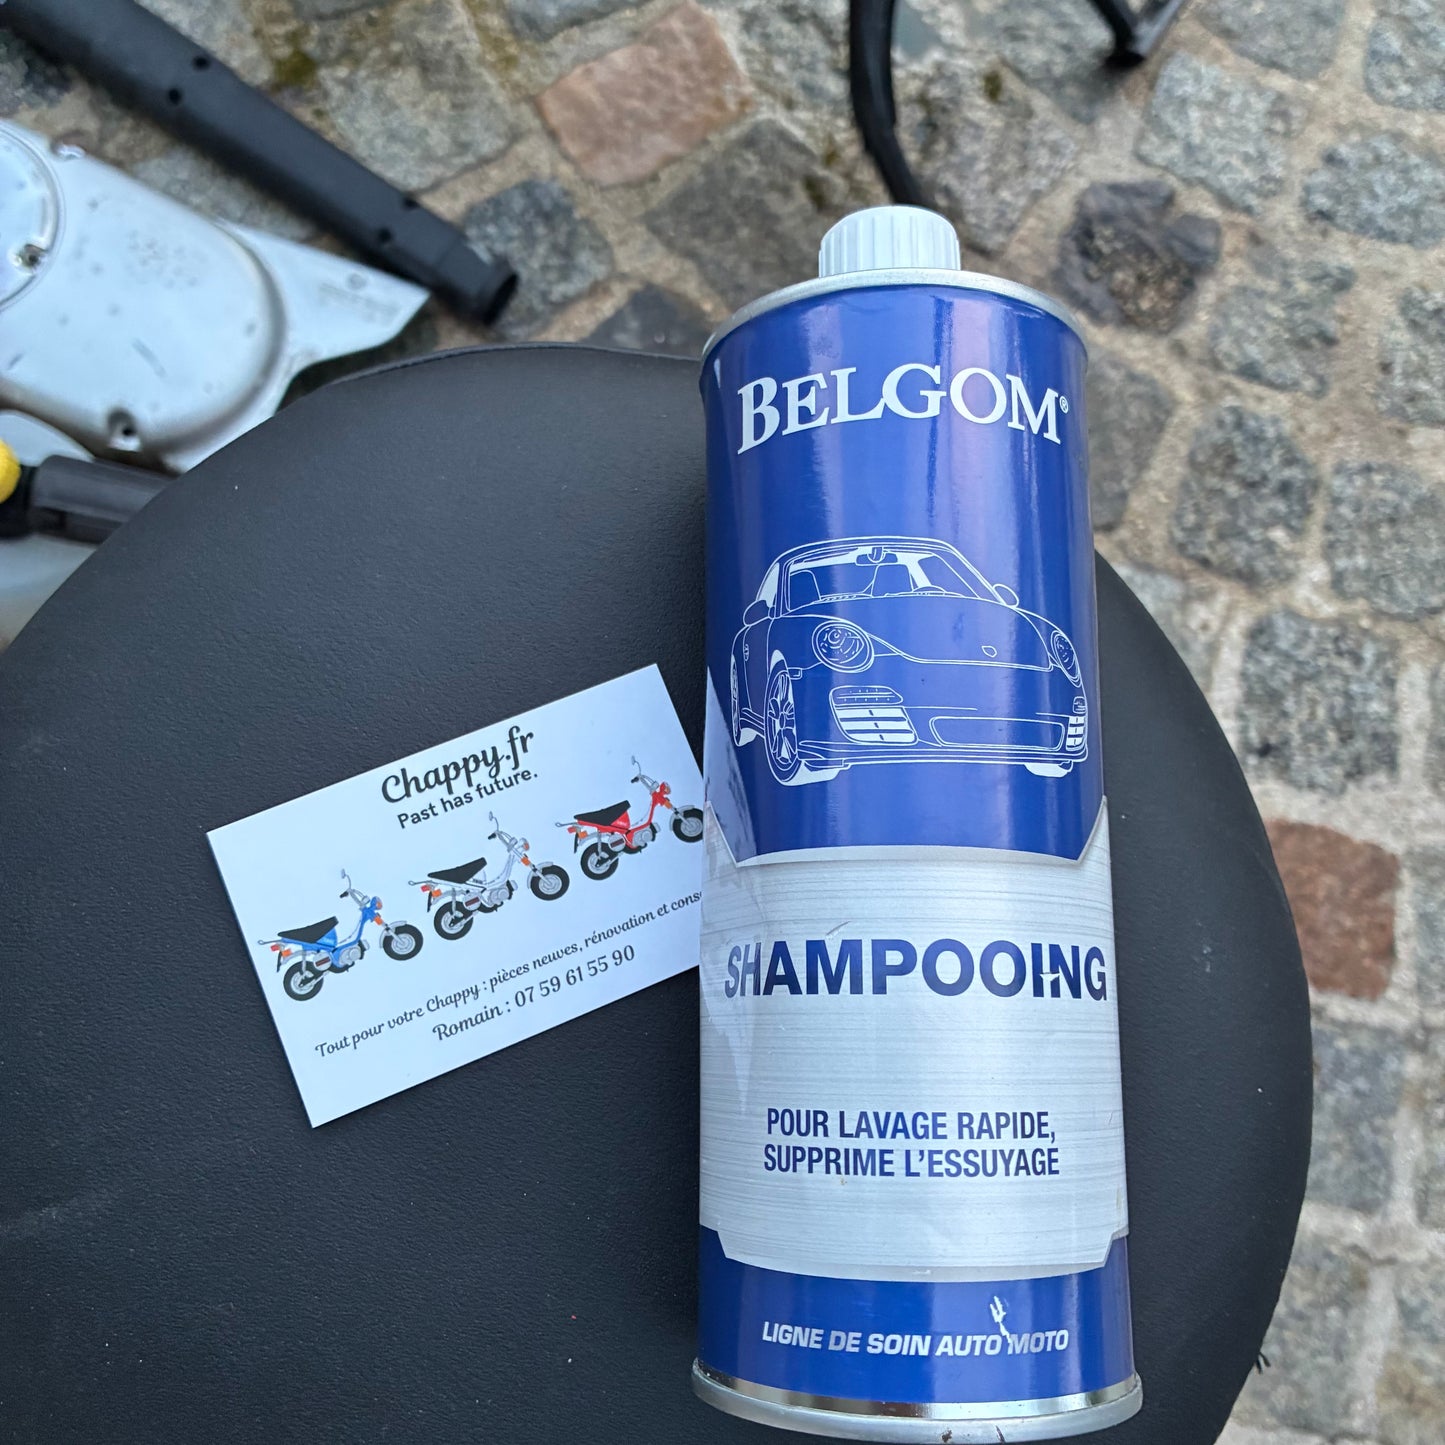 Chappy.fr
Past has future.
Tout pour votre Chappy : pièces neuves, rénovation et
Romain : 07 59 61 55 90
BELGOM®
SHAMPOOING
POUR LAVAGE RAPIDE,
SUPPRIME L'ESSUYAGE
LIGNE DE SOIN AUTO MOTO